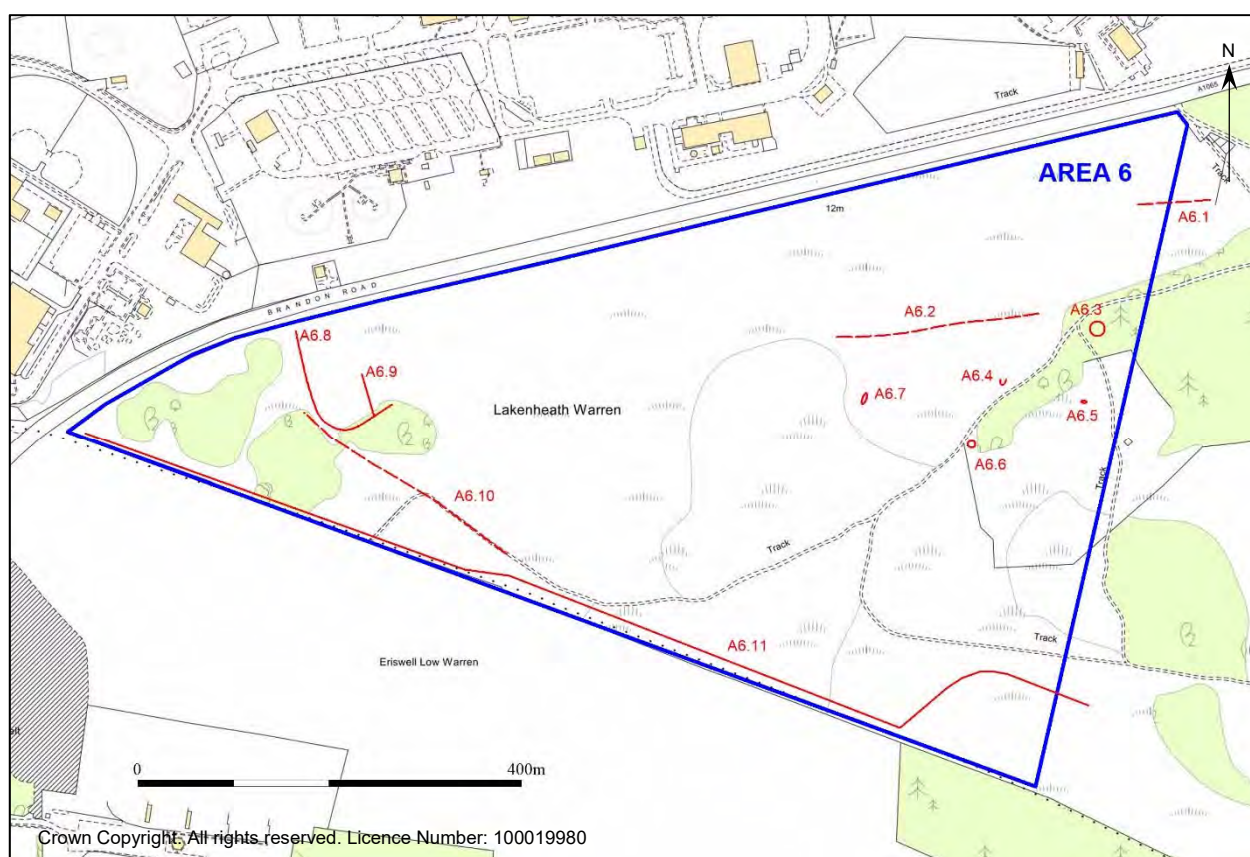 N
A1065
Track
Track
AREA 6
12m
A6.1
BRANDON ROAD
A6.2
A6.3
A6.8
A6.9
A6.4
A6.7
A6.5
Lakenheath Warren
A6.6
Track
A6.10
Track
Track
A6.11
Eriswell Low Warren
0
400m
Crown Copyright. All rights reserved. Licence Number: 100019980